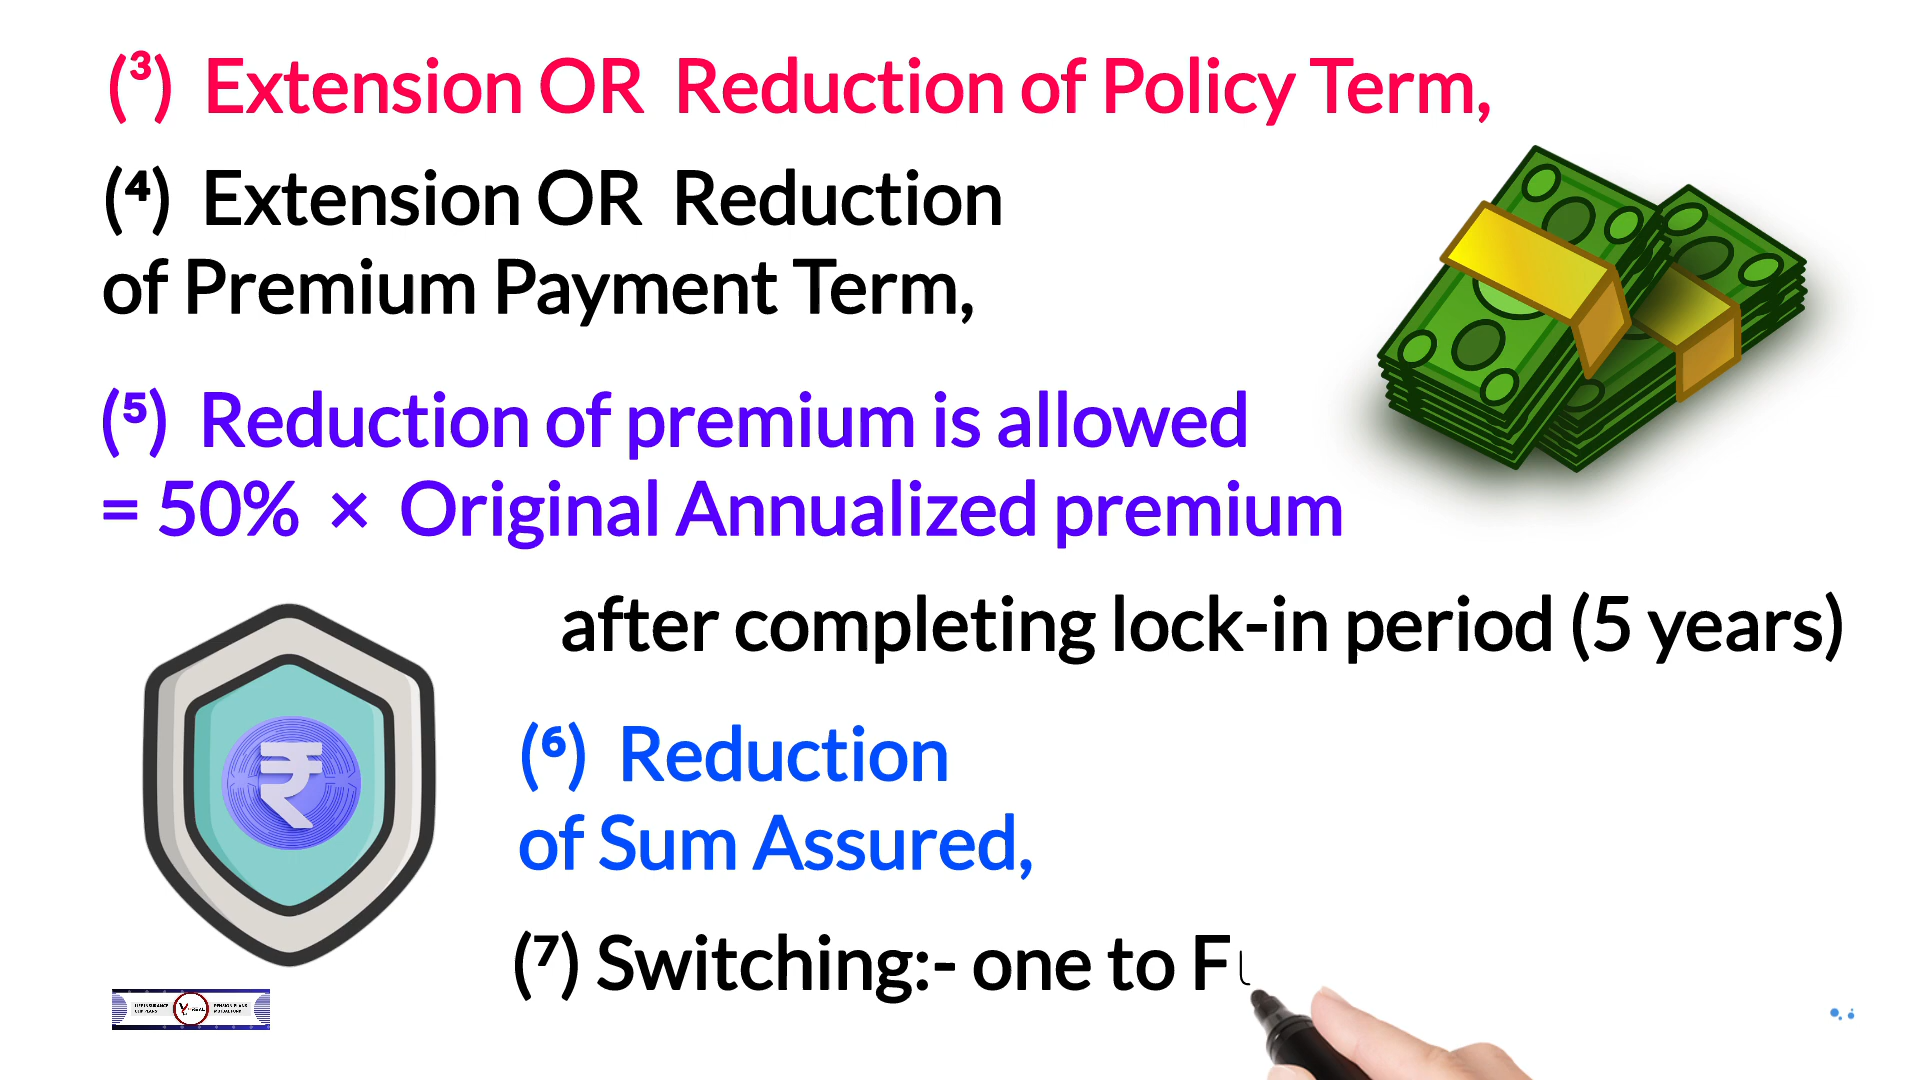 (³) Extension OR Reduction of Policy Term,
(⁴) Extension OR Reduction
of Premium Payment Term,
(⁵) Reduction of premium is allowed
= 50% × Original Annualized premium
after completing lock-in period (5 years)
(⁶) Reduction
of Sum Assured,
(⁷) Switching:- one to F